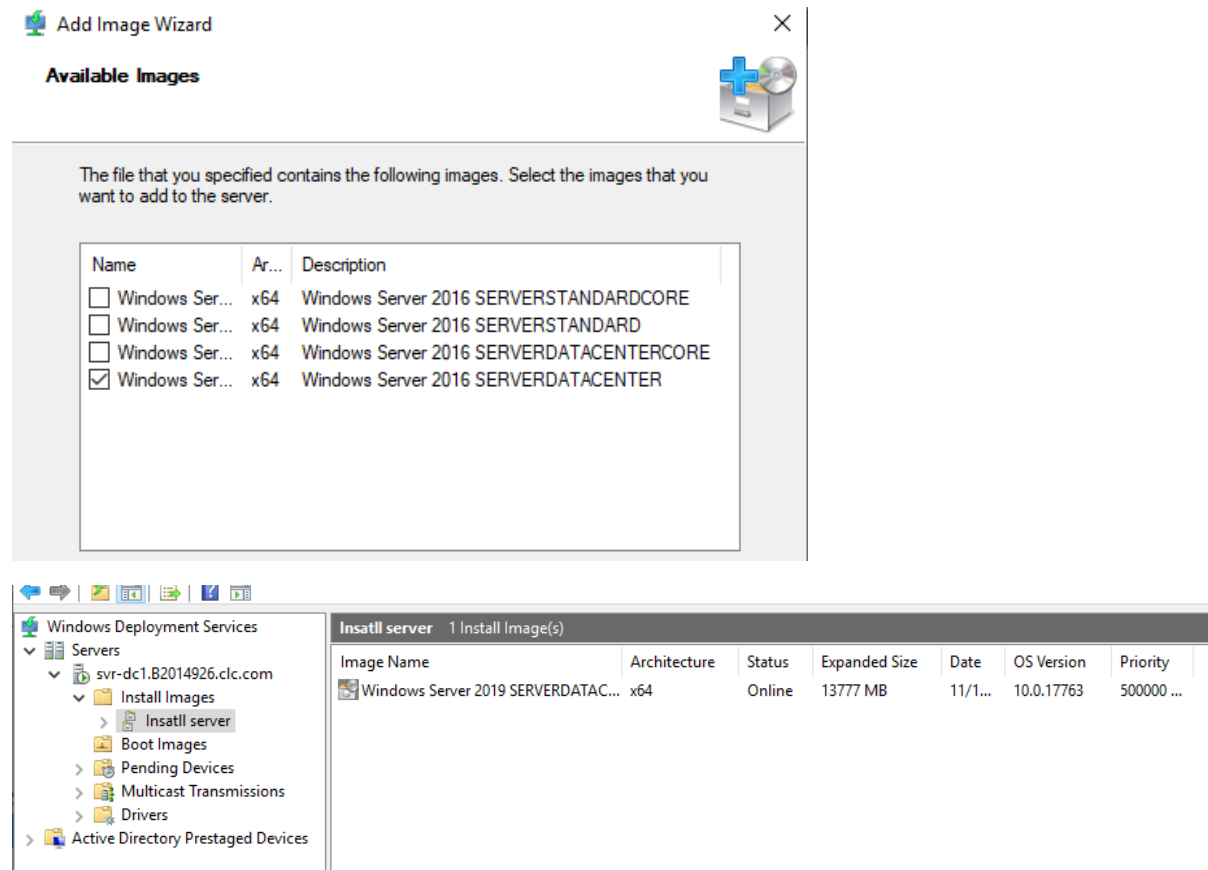 Add Image Wizard
Available Images
The file that you specified contains the following images. Select the images that you
want to add to the server.
Name Ar... Description
Windows Ser... x64 Windows Server 2016 SERVERSTANDARDCORE
Windows Ser... x64 Windows Server 2016 SERVERSTANDARD
Windows Ser... x64 Windows Server 2016 SERVERDATACENTERCORE
Windows Ser... x64 Windows Server 2016 SERVERDATACENTER
Windows Deployment Services
Servers
svr-dc1.B2014926.clc.com
Install Images
Insatll server
Boot Images
Pending Devices
Multicast Transmissions
Drivers
Active Directory Prestaged Devices
Insatll server 1 Install Image(s)
Image Name Architecture Status Expanded Size Date OS Version Priority
Windows Server 2019 SERVERDATAC... x64 Online 13777 MB 11/1... 10.0.17763 500000 ...